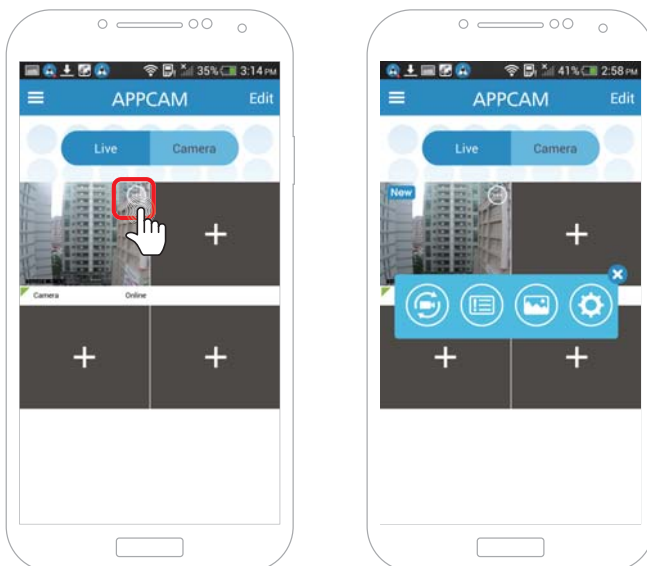 35% 3:14 PM
APPCAM Edit
Live Camera
Camera Online
41% 2:58 PM
APPCAM Edit
Live Camera
New